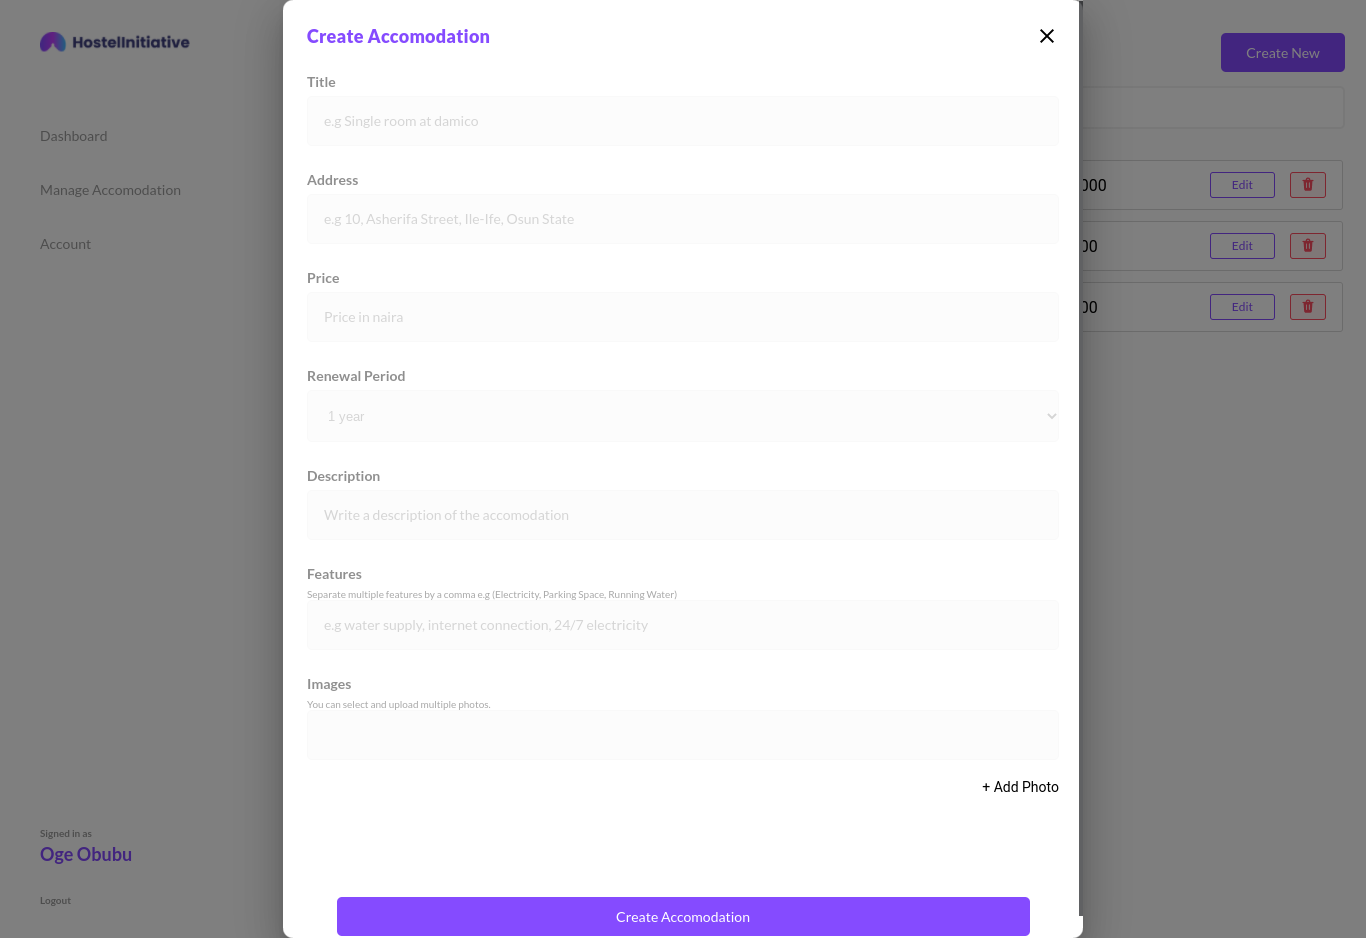 HostelInitiative
Dashboard
Manage Accomodation
Account
Signed in as
Oge Obubu
Logout
Create Accomodation
Title
e.g Single room at damico
Address
e.g 10, Asherifa Street, Ile-Ife, Osun State
Price
Price in naira
Renewal Period
1 year
Description
Write a description of the accomodation
Features
Separate multiple features by a comma e.g (Electricity, Parking Space, Running Water)
e.g water supply, internet connection, 24/7 electricity
Images
You can select and upload multiple photos.
+ Add Photo
Create Accomodation
Create New
Edit
Edit
Edit